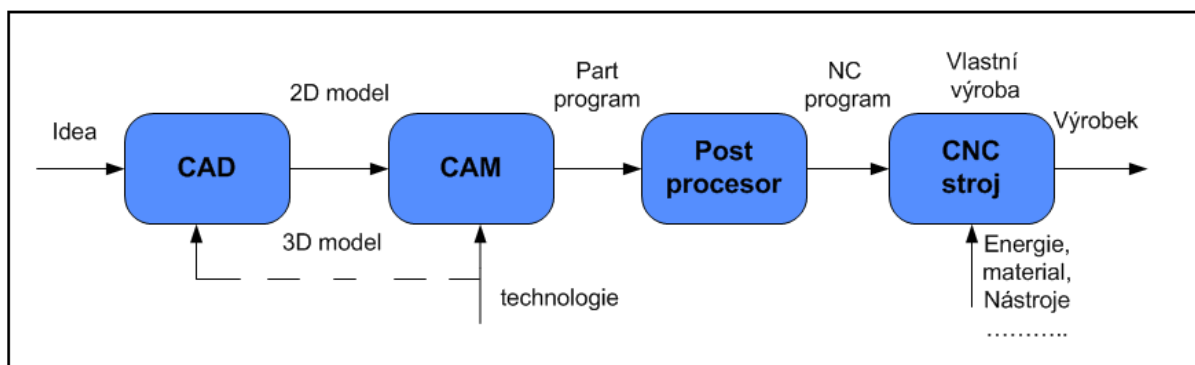 Idea
CAD
2D model
3D model
CAM
technologie
Part
program
Post
procesor
NC
program
Vlastní
výroba
CNC
stroj
Energie,
material,
Nástroje
………..
Výrobek